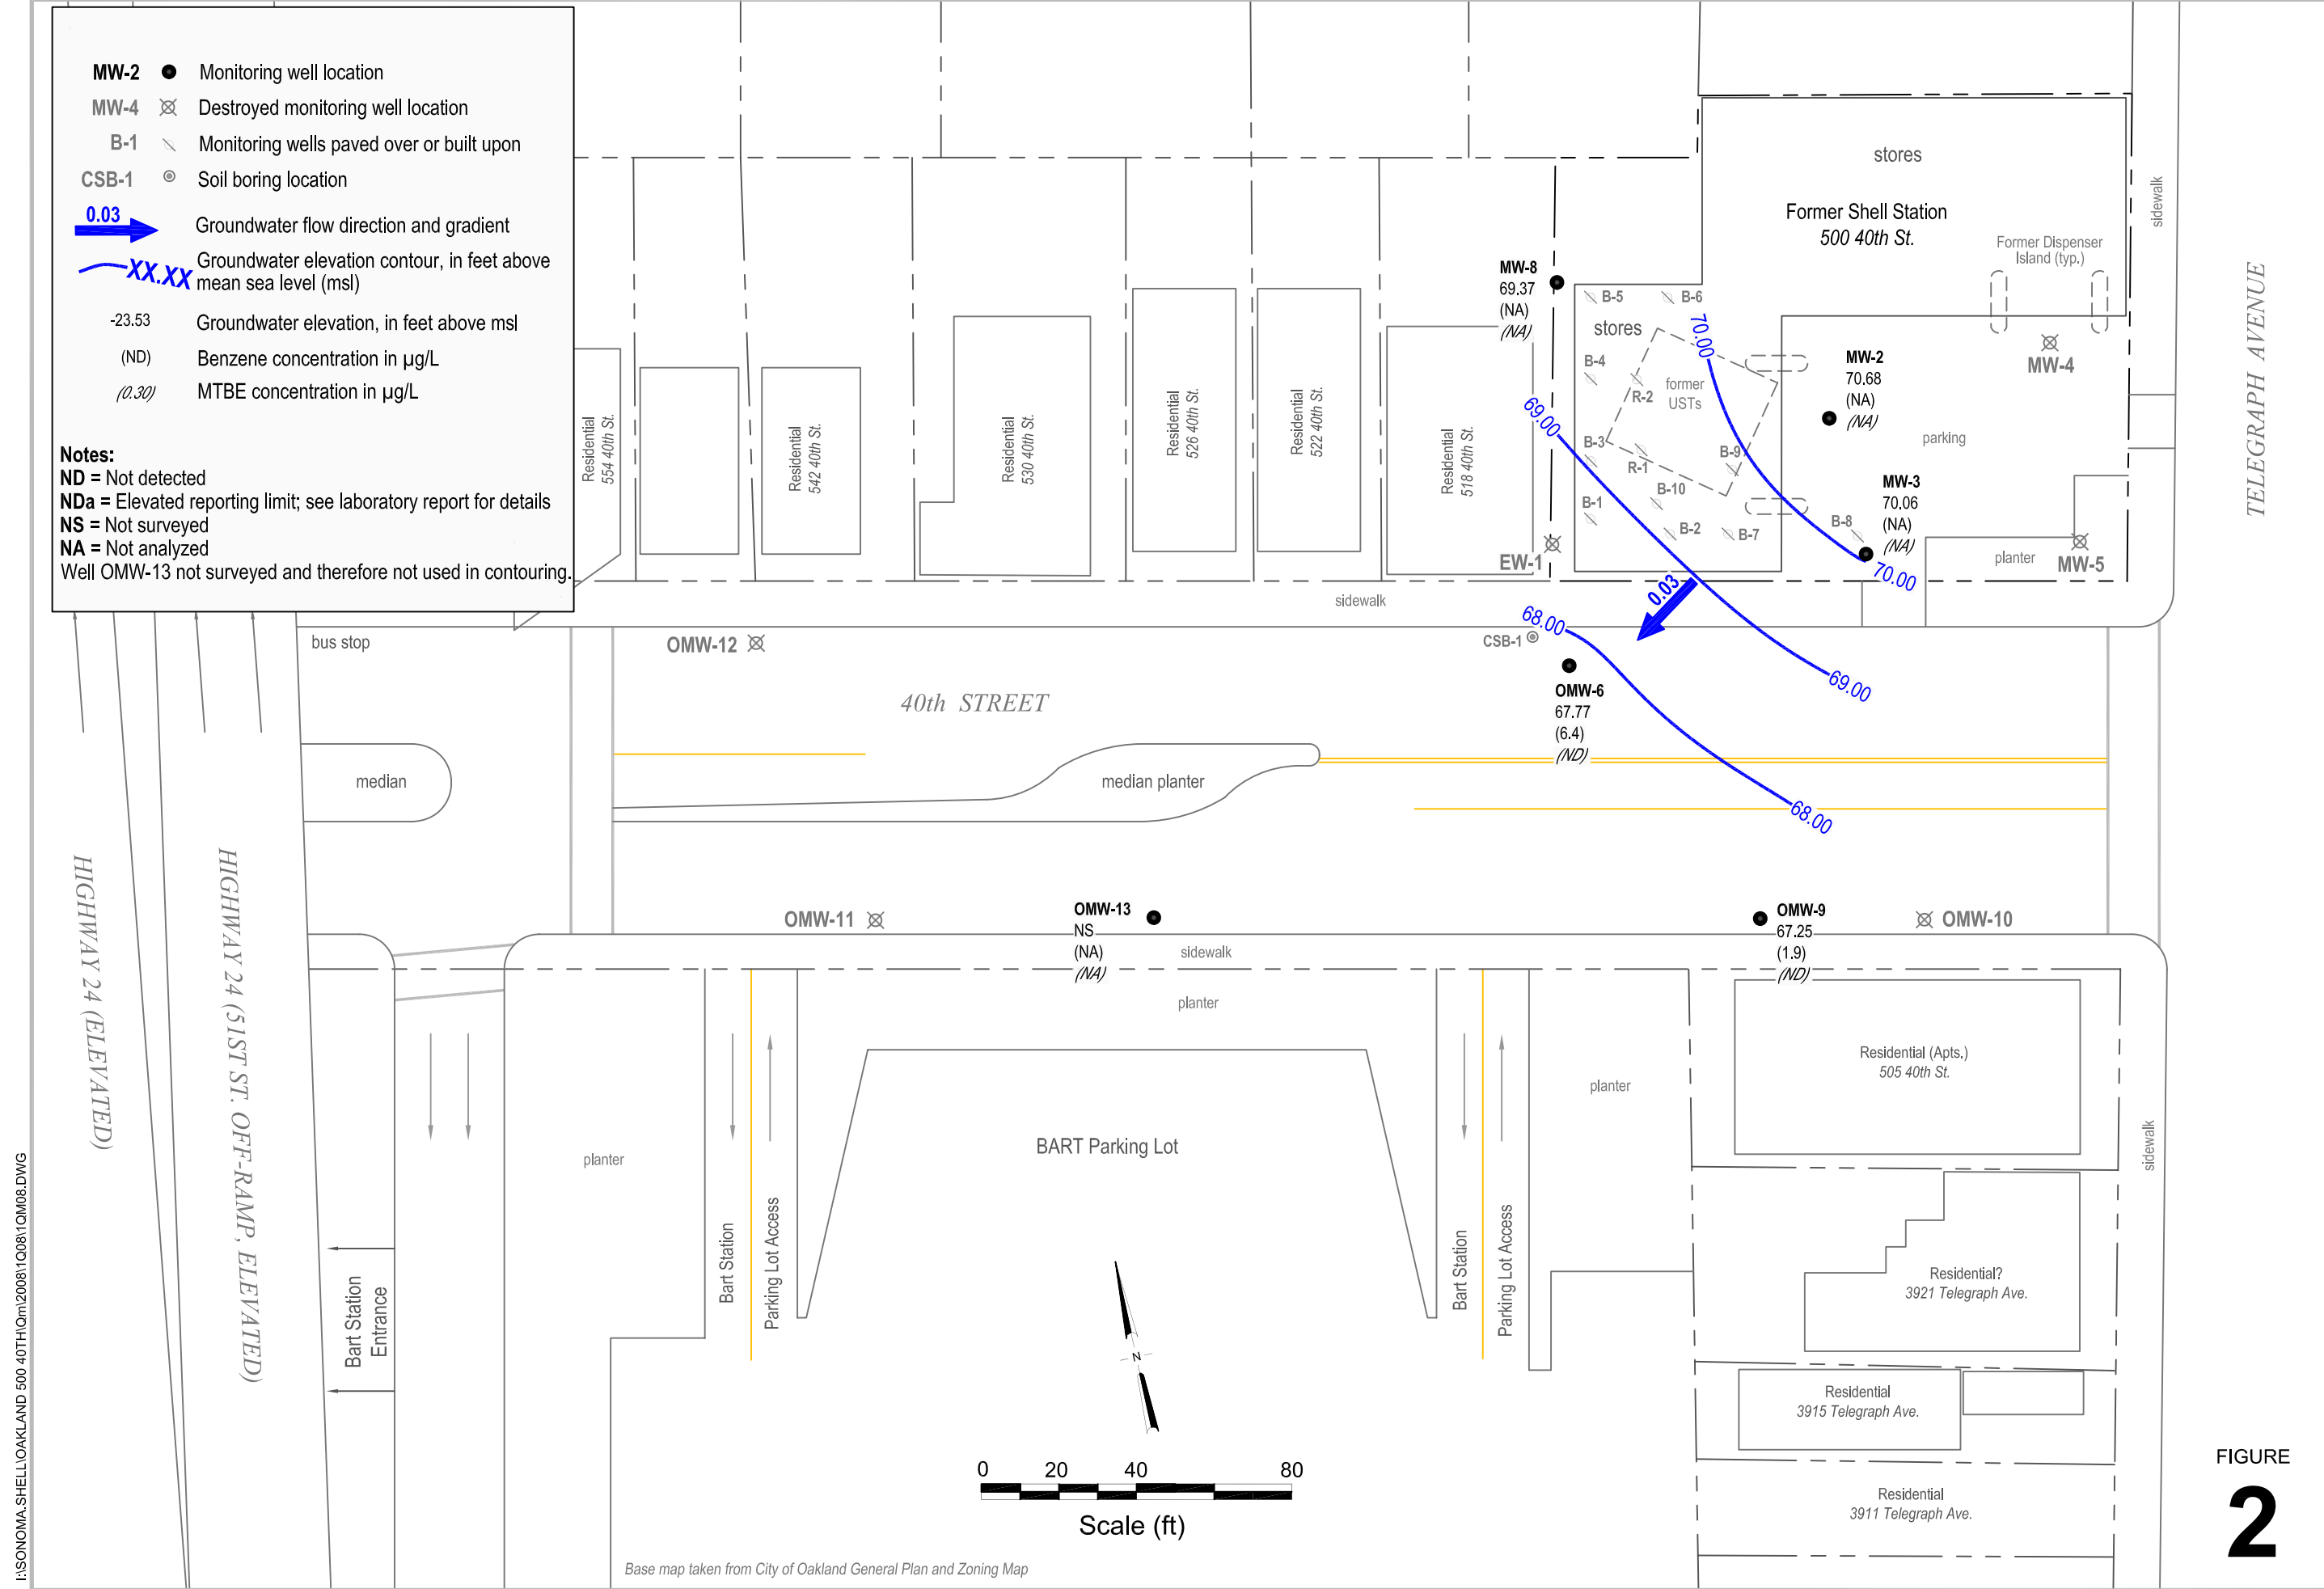 MW-2 Monitoring well location
MW-4 Destroyed monitoring well location
B-1 Monitoring wells paved over or built upon
CSB-1 Soil boring location
0.03 Groundwater flow direction and gradient
XX.XX Groundwater elevation contour, in feet above
mean sea level (msl)
-23.53 Groundwater elevation, in feet above msl
(ND) Benzene concentration in µg/L
(0.30) MTBE concentration in µg/L
Notes:
ND = Not detected
NDa = Elevated reporting limit; see laboratory report for details
NS = Not surveyed
NA = Not analyzed
Well OMW-13 not surveyed and therefore not used in contouring.
stores
Former Shell Station
500 40th St.
Former Dispenser
Island (typ.)
sidewalk
TELEGRAPH AVENUE
MW-8
69.37
(NA)
(NA)
B-5
B-6
stores
70.00
B-4
R-2
former
USTs
MW-2
70.68
(NA)
(NA)
MW-4
parking
69.00
B-3
R-1
B-9
B-10
B-1
B-2
B-7
MW-3
70.06
(NA)
(NA)
B-8
70.00
planter
MW-5
EW-1
Residential
554 40th St.
Residential
542 40th St.
Residential
530 40th St.
Residential
526 40th St.
Residential
522 40th St.
Residential
518 40th St.
sidewalk
0.03
bus stop
OMW-12
68.00
CSB-1
OMW-6
67.77
(6.4)
(ND)
69.00
40th STREET
median
median planter
68.00
HIGHWAY 24 (ELEVATED)
HIGHWAY 24 (51ST ST. OFF-RAMP, ELEVATED)
OMW-11
OMW-13
NS
(NA)
(NA)
sidewalk
OMW-9
67.25
(1.9)
(ND)
OMW-10
planter
planter
planter
BART Parking Lot
Bart Station
Parking Lot Access
Bart Station
Parking Lot Access
Bart Station
Entrance
Residential (Apts.)
505 40th St.
sidewalk
Residential?
3921 Telegraph Ave.
Residential
3915 Telegraph Ave.
Residential
3911 Telegraph Ave.
N
0 20 40 80
Scale (ft)
Base map taken from City of Oakland General Plan and Zoning Map
FIGURE
2
I:\SONOMA.SHELL\OAKLAND 500 40TH\Qm\2008\1Q08\1QM08.DWG